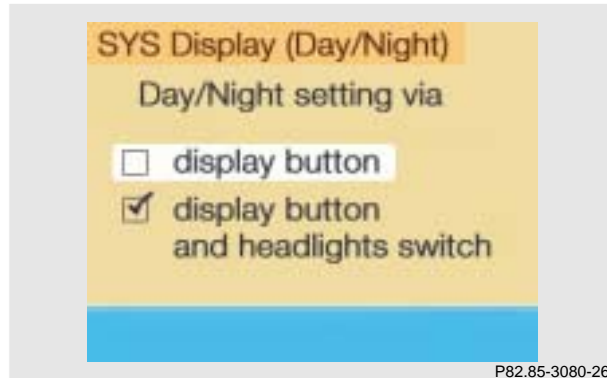 SYS Display (Day/Night)
Day/Night setting via
display button
display button
and headlights switch
P82.85-3080-26